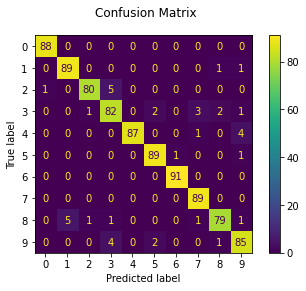 Confusion Matrix
0 88 0 0 0 0 0 0 0 0 0
1 0 89 0 0 0 0 0 0 1 1
2 1 0 80 5 0 0 0 0 0 0
3 0 0 1 82 0 2 0 3 2 1
4 0 0 0 0 87 0 0 1 0 4
5 0 0 0 0 0 89 1 0 0 1
6 0 0 0 0 0 0 91 0 0 0
7 0 0 0 0 0 0 0 89 0 0
8 0 5 1 1 0 0 0 1 79 1
9 0 0 0 4 0 2 0 0 1 85
0 1 2 3 4 5 6 7 8 9
Predicted label
True label
80
60
40
20
0